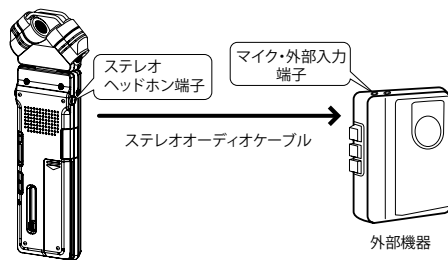 ステレオ
ヘッドホン端子
マイク・外部入力
端子
ステレオオーディオケーブル
外部機器